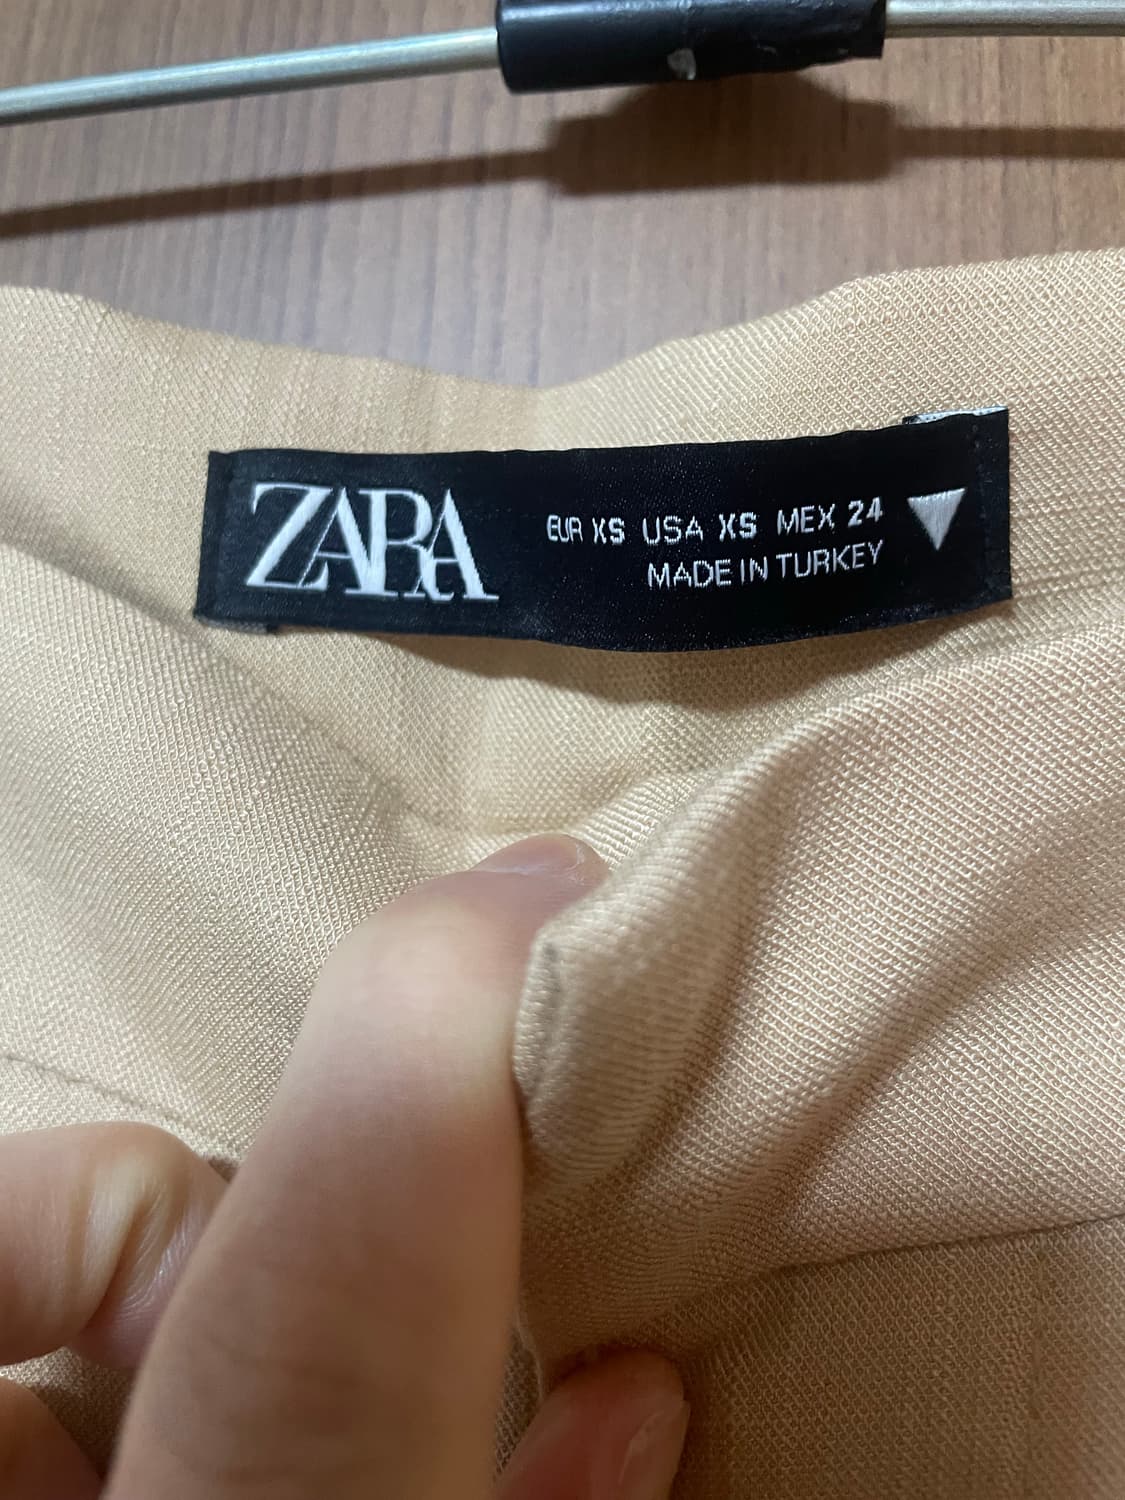 ZARA
EUR XS USA XS MEX 24
MADE IN TURKEY